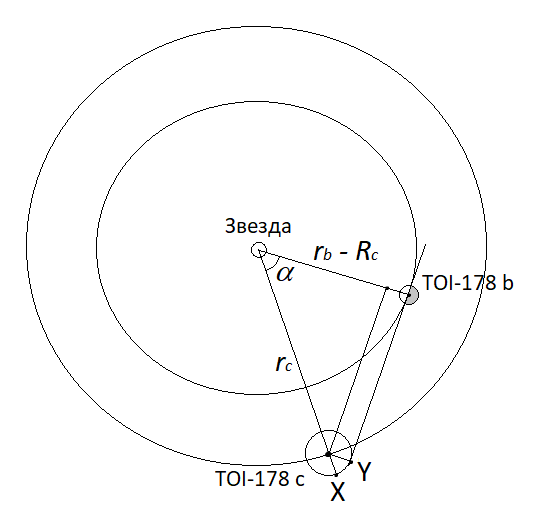 Звезда
r_b - R_c
α
TOI-178 b
r_c
TOI-178 c
X
Y